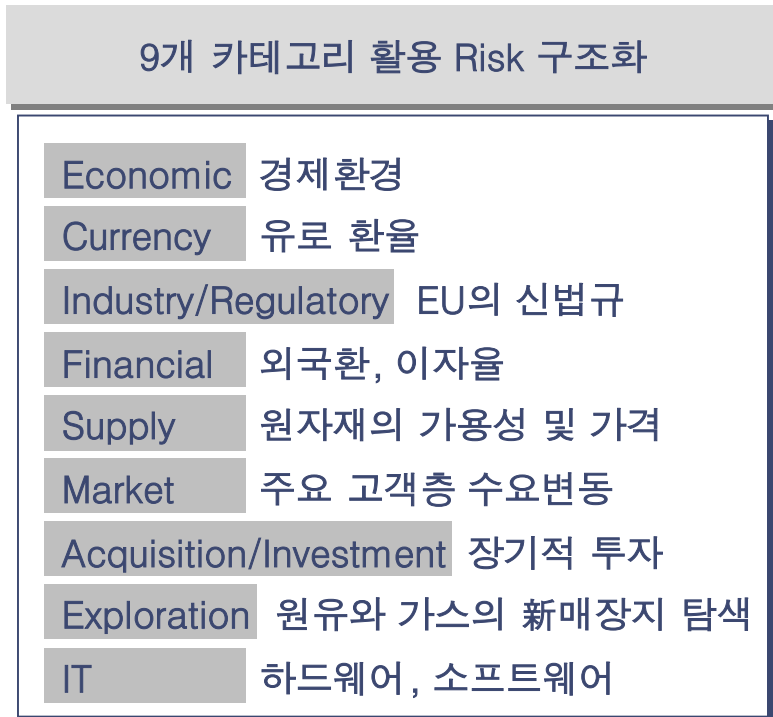 9개 카테고리 활용 Risk 구조화
Economic 경제환경
Currency 유로 환율
Industry/Regulatory EU의 신법규
Financial 외국환, 이자율
Supply 원자재의 가용성 및 가격
Market 주요 고객층 수요변동
Acquisition/Investment 장기적 투자
Exploration 원유와 가스의 新매장지 탐색
IT 하드웨어, 소프트웨어